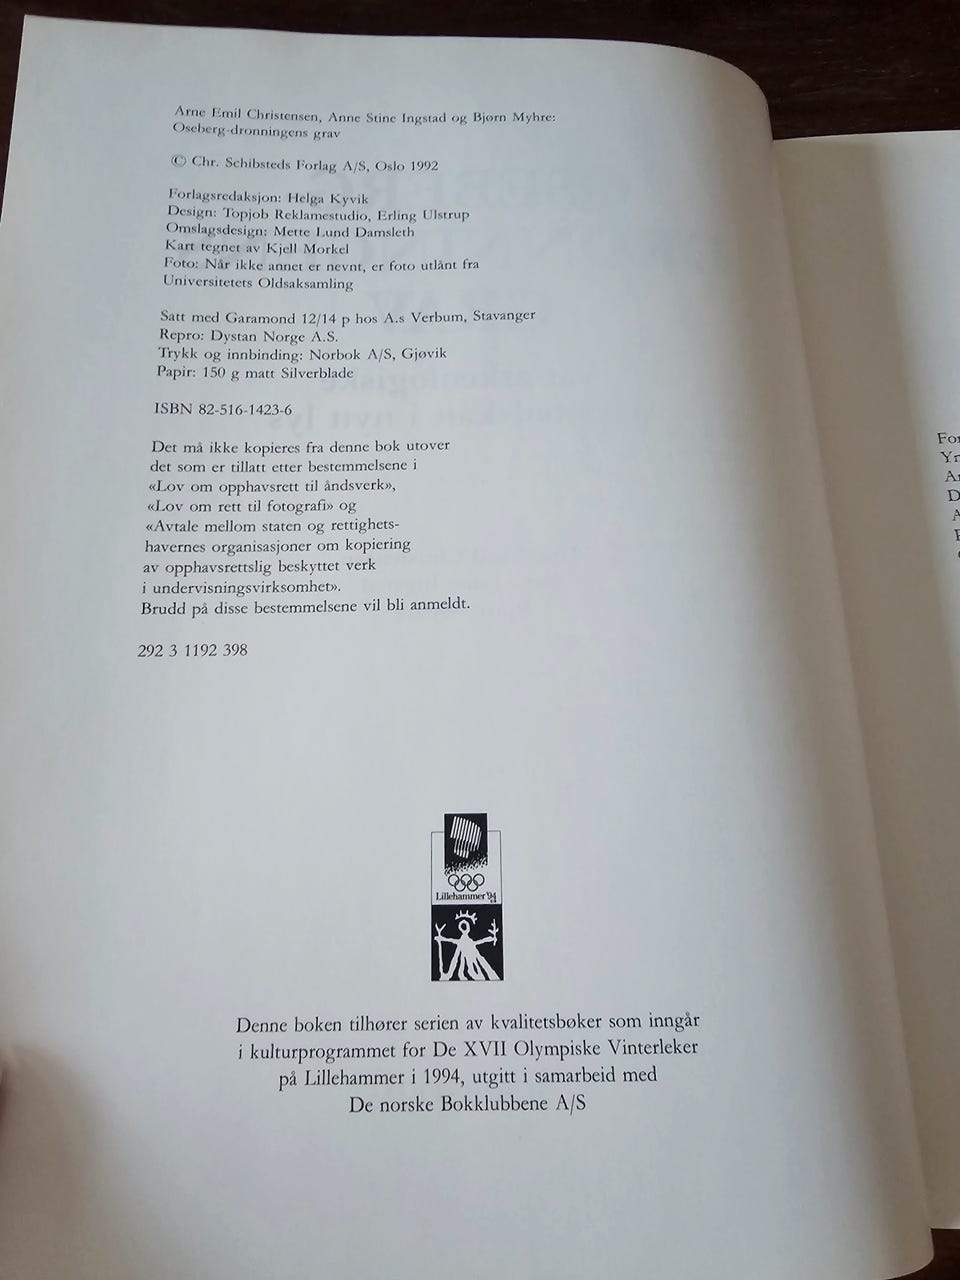 Arne Emil Christensen, Anne Stine Ingstad og Bjørn Myhre:
Oseberg-dronningens grav
© Chr. Schibsteds Forlag A/S, Oslo 1992
Forlagsredaksjon: Helga Kyvik
Design: Topjob Reklamestudio, Erling Ulstrup
Omslagsdesign: Mette Lund Damsleth
Kart tegnet av Kjell Morkel
Foto: Når ikke annet er nevnt, er foto utlånt fra
Universitetets Oldsaksamling
Satt med Garamond 12/14 p hos A.s Verbum, Stavanger
Repro: Dystan Norge A.S.
Trykk og innbinding: Norbok A/S, Gjøvik
Papir: 150 g matt Silverblade
ISBN 82-516-1423-6
Det må ikke kopieres fra denne bok utover
det som er tillatt etter bestemmelsene i
«Lov om opphavsrett til åndsverk»,
«Lov om rett til fotografi» og
«Avtale mellom staten og rettighets-
havernes organisasjoner om kopiering
av opphavsrettslig beskyttet verk
i undervisningsvirksomhet».
Brudd på disse bestemmelsene vil bli anmeldt.
292 3 1192 398
Lillehammer '94
Denne boken tilhører serien av kvalitetsbøker som inngår
i kulturprogrammet for De XVII Olympiske Vinterleker
på Lillehammer i 1994, utgitt i samarbeid med
De norske Bokklubbene A/S